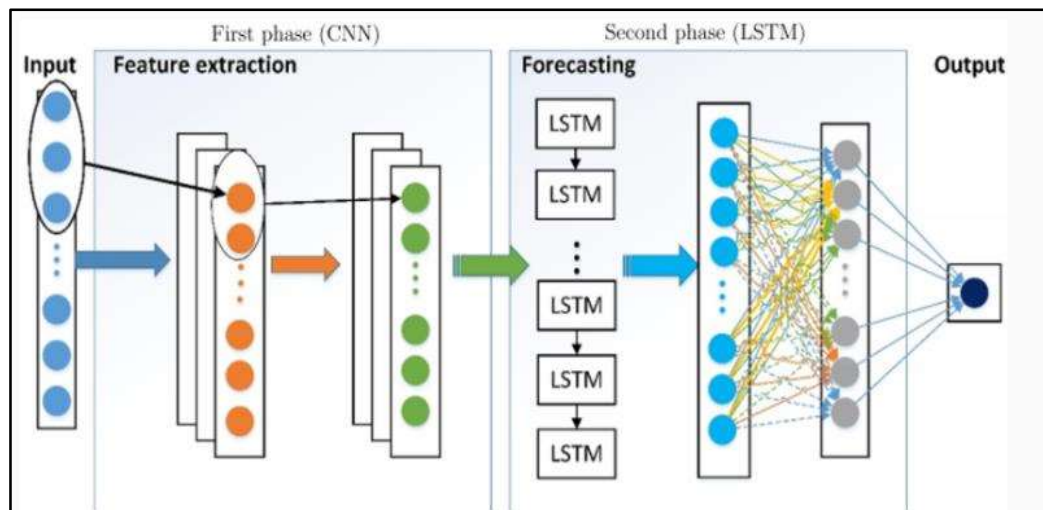 First phase (CNN)
Second phase (LSTM)
Input
Feature extraction
Forecasting
Output
LSTM
LSTM
LSTM
LSTM
LSTM